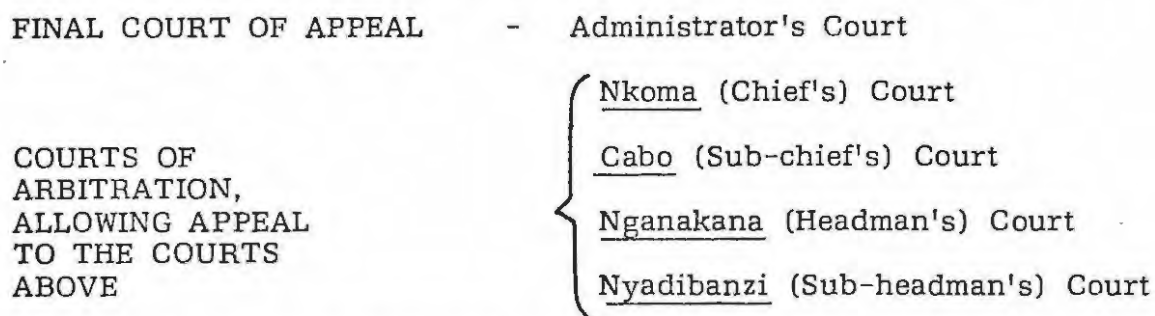 FINAL COURT OF APPEAL - Administrator's Court
Nkoma (Chief's) Court
COURTS OF
ARBITRATION,
ALLOWING APPEAL
TO THE COURTS
ABOVE
Cabo (Sub-chief's) Court
Nganakana (Headman's) Court
Nyadibanzi (Sub-headman's) Court